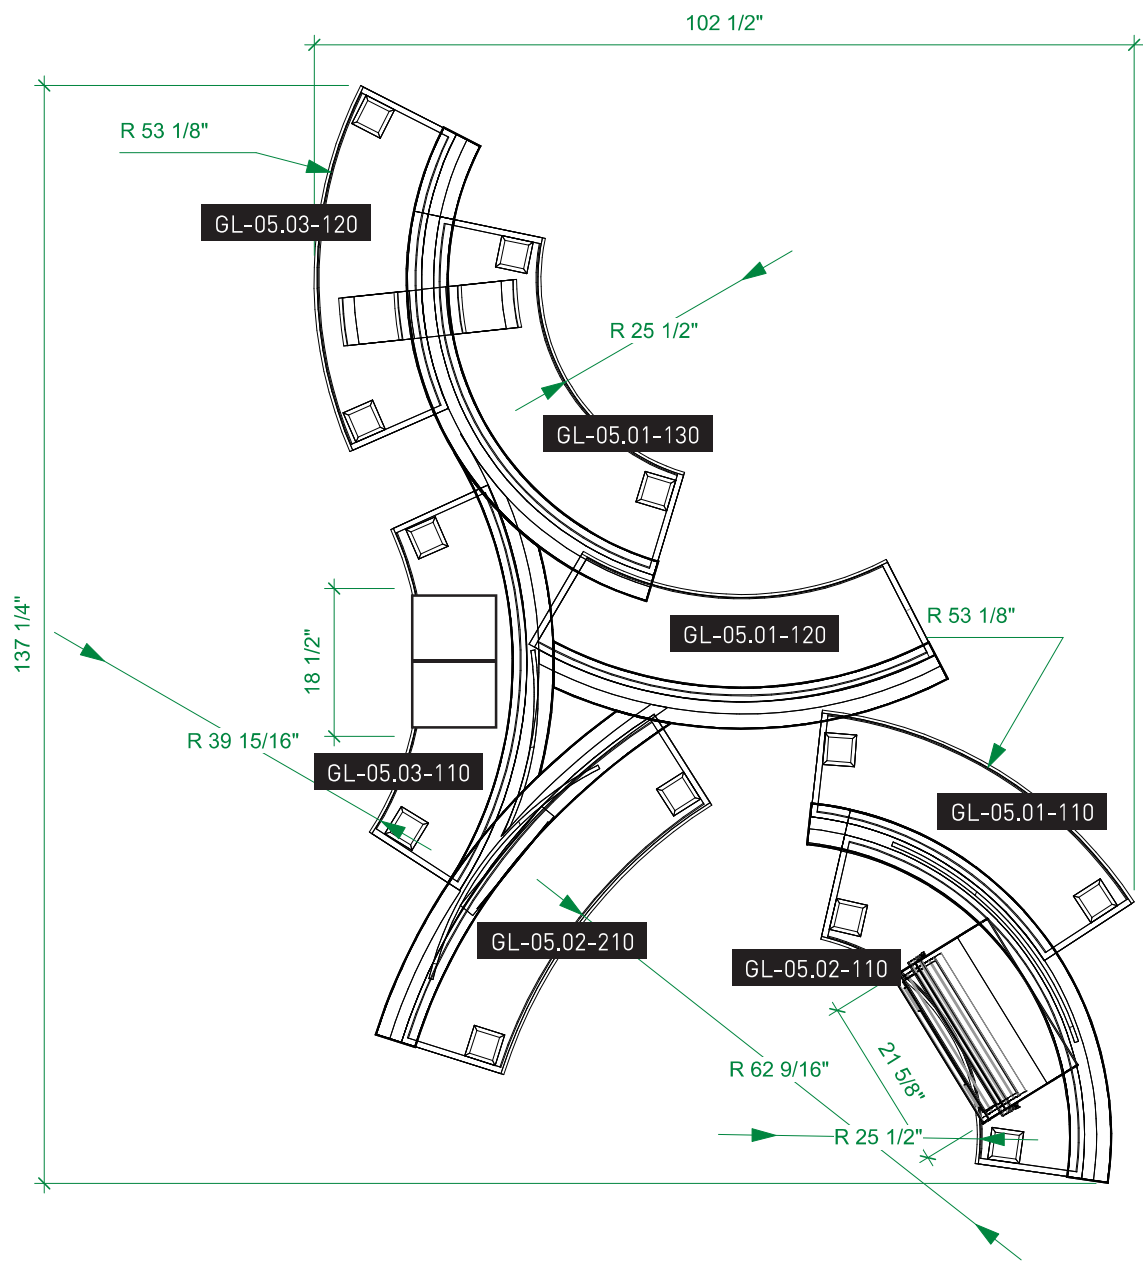 102 1/2"
R 53 1/8"
GL-05.03-120
R 25 1/2"
GL-05.01-130
137 1/4"
18 1/2"
R 53 1/8"
GL-05.01-120
R 39 15/16"
GL-05.03-110
GL-05.01-110
GL-05.02-210
GL-05.02-110
R 62 9/16"
21 5/8"
R 25 1/2"